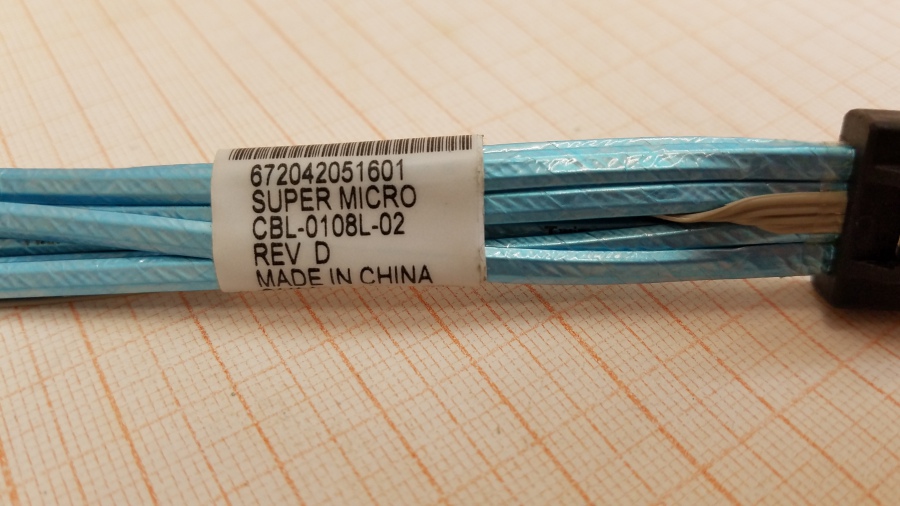 672042051601
SUPER MICRO
CBL-0108L-02
REV D
MADE IN CHINA